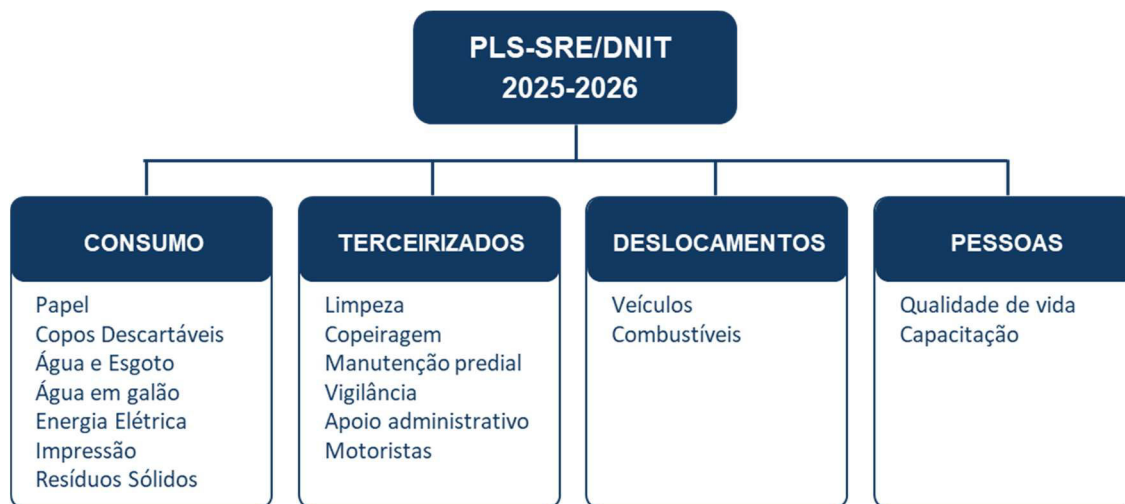 PLS-SRE/DNIT
2025-2026
CONSUMO
Papel
Copos Descartáveis
Água e Esgoto
Água em galão
Energia Elétrica
Impressão
Resíduos Sólidos
TERCEIRIZADOS
Limpeza
Copeiragem
Manutenção predial
Vigilância
Apoio administrativo
Motoristas
DESLOCAMENTOS
Veículos
Combustíveis
PESSOAS
Qualidade de vida
Capacitação